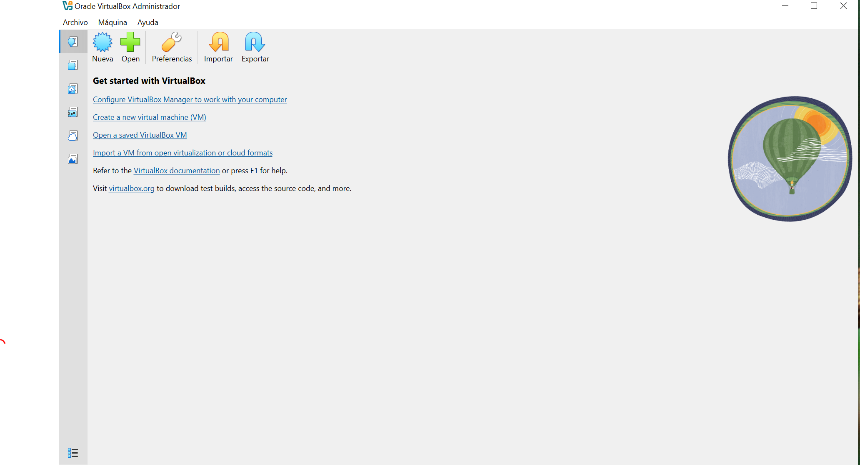 Oracle VirtualBox Administrador
Archivo Máquina Ayuda
Nueva Open Preferencias Importar Exportar
Get started with VirtualBox
Configure VirtualBox Manager to work with your computer
Create a new virtual machine (VM)
Open a saved VirtualBox VM
Import a VM from open virtualization or cloud formats
Refer to the VirtualBox documentation or press F1 for help.
Visit virtualbox.org to download test builds, access the source code, and more.